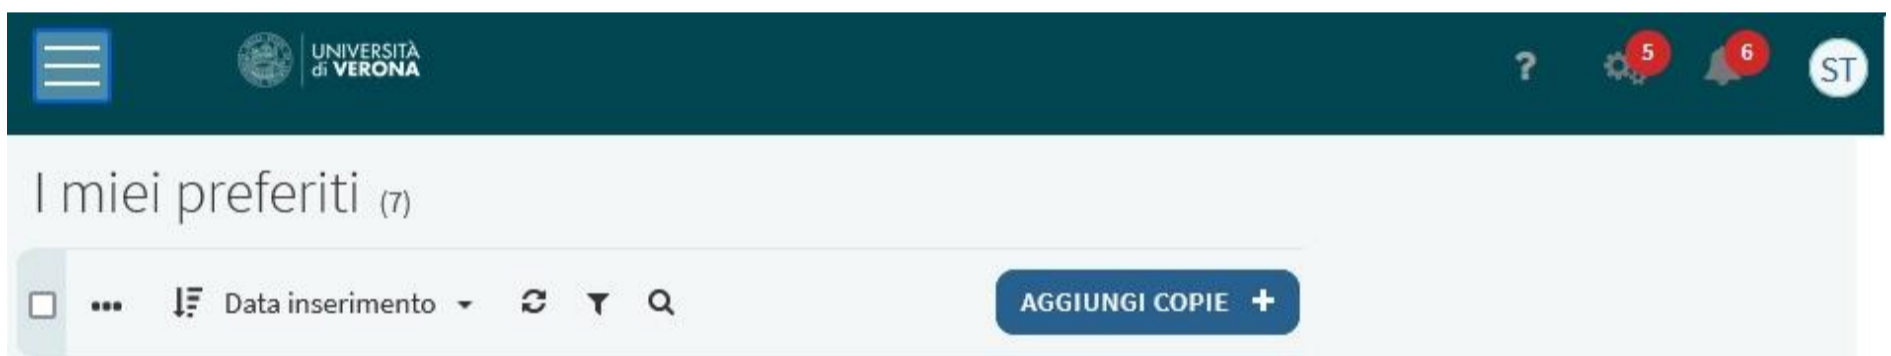 UNIVERSITÀ
di VERONA
? 5 6 ST
I miei preferiti (7)
Data inserimento
AGGIUNGI COPIE +